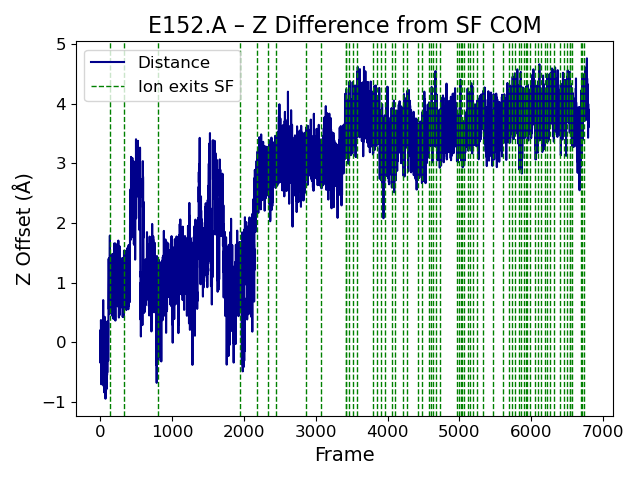 E152.A – Z Difference from SF COM
Distance
Ion exits SF
Z Offset (Å)
5
4
3
2
1
0
−1
0 1000 2000 3000 4000 5000 6000 7000
Frame